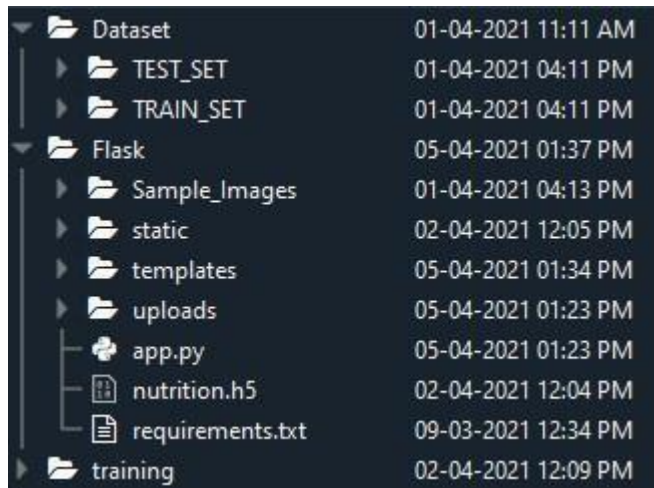 Dataset 01-04-2021 11:11 AM
TEST_SET 01-04-2021 04:11 PM
TRAIN_SET 01-04-2021 04:11 PM
Flask 05-04-2021 01:37 PM
Sample_Images 01-04-2021 04:13 PM
static 02-04-2021 12:05 PM
templates 05-04-2021 01:34 PM
uploads 05-04-2021 01:23 PM
app.py 05-04-2021 01:23 PM
nutrition.h5 02-04-2021 12:04 PM
requirements.txt 09-03-2021 12:34 PM
training 02-04-2021 12:09 PM